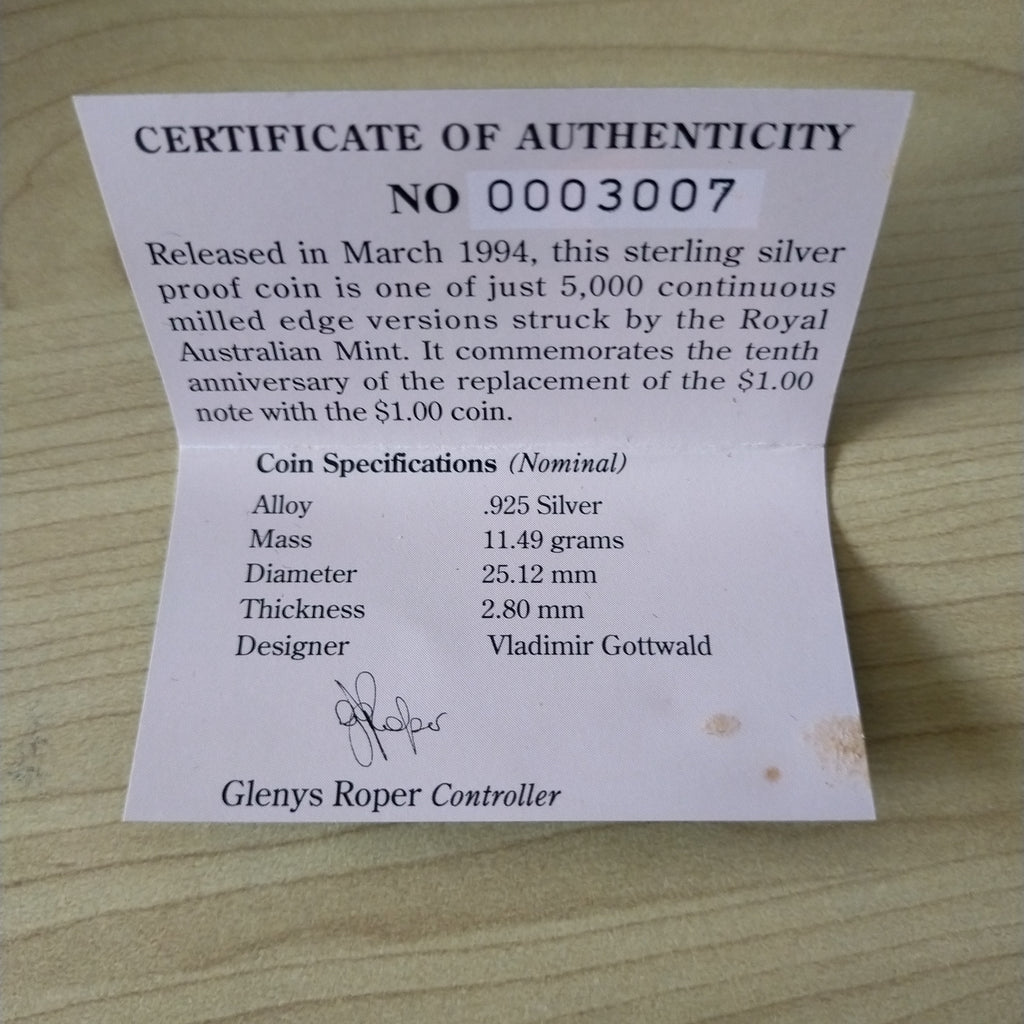 CERTIFICATE OF AUTHENTICITY
NO 0003007
Released in March 1994, this sterling silver
proof coin is one of just 5,000 continuous
milled edge versions struck by the Royal
Australian Mint. It commemorates the tenth
anniversary of the replacement of the $1.00
note with the $1.00 coin.
Coin Specifications (Nominal)
Alloy .925 Silver
Mass 11.49 grams
Diameter 25.12 mm
Thickness 2.80 mm
Designer Vladimir Gottwald
GRoper
Glenys Roper Controller